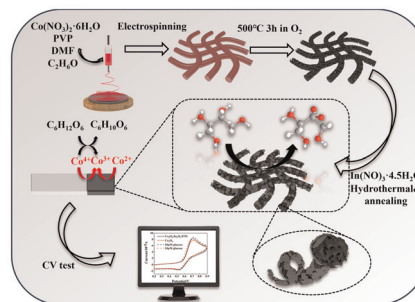 Co(NO₃)₂·6H₂O
PVP
DMF
C₂H₆O
Electrospinning
500℃ 3h in O₂
C₆H₁₂O₆ C₆H₁₀O₆
Co⁴⁺Co³⁺Co²⁺
In(NO)₃·4.5H₂O
Hydrothermal-
annealing
CV test